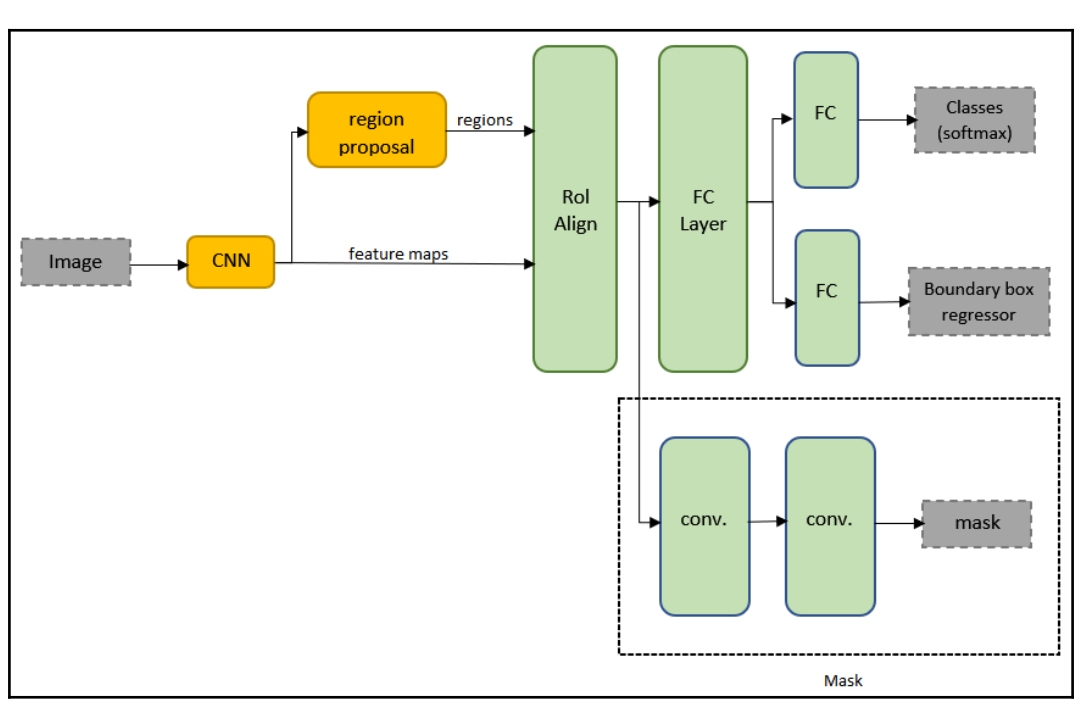 region
proposal
regions
Image
CNN
feature maps
RoI
Align
FC
Layer
FC
Classes
(softmax)
FC
Boundary box
regressor
conv.
conv.
mask
Mask